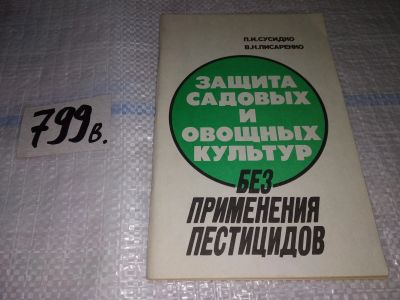 799в.
П.И.СУСИДКО
В.Н.ПИСАРЕНКО
ЗАЩИТА
САДОВЫХ
И
ОВОЩНЫХ
КУЛЬТУР
БЕЗ
ПРИМЕНЕНИЯ
ПЕСТИЦИДОВ